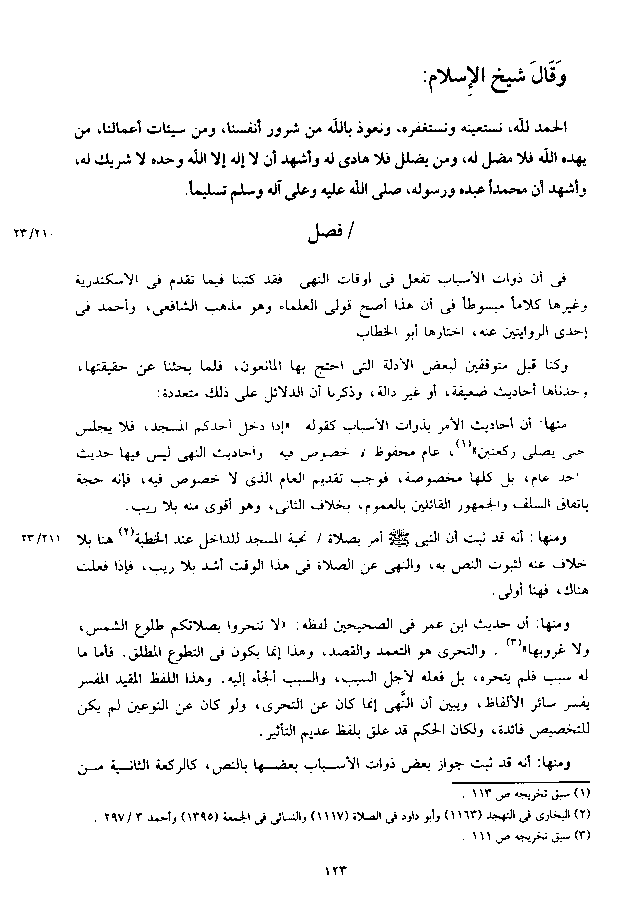 وَقَالَ شيخ الإِسلام:
الحمد لله، نستعينه ونستغفره، ونعوذ بالله من شرور أنفسنا، ومن سيئات أعمالنا، من
يهده الله فلا مضل له، ومن يضلل فلا هادى له وأشهد أن لا إله إلا الله وحده لا شريك له،
وأشهد أن محمداً عبده ورسوله، صلى الله عليه وعلى آله وسلم تسليماً.
٢٣/٢١٠
/ فصل
فى أن ذوات الأسباب تفعل فى أوقات النهى فقد كتبنا فيما تقدم فى الاسكندرية
وغيرها كلاماً مبسوطاً فى أن هذا أصح قولى العلماء وهو مذهب الشافعى، وأحمد فى
إحدى الروايتين عنه، اختارها أبو الخطاب
وكنا قبل متوقفين لبعض الأدلة التى احتج بها المانعون، فلما بحثنا عن حقيقتها،
وجدناها أحاديث ضعيفة، أو غير دالة، وذكرنا أن الدلائل على ذلك متعددة:
منها: أن أحاديث الأمر بذوات الأسباب كقوله «إذا دخل أحدكم المسجد، فلا يجلس
حتى يصلى ركعتين»(١)، عام محفوظ / خصوص فيه وأحاديث النهى ليس فيها حديث
احد عام، بل كلها مخصوصة، فوجب تقديم العام الذى لا خصوص فيه، فإنه حجة
باتفاق السلف والجمهور القائلين بالعموم، بخلاف الثانى، وهو أقوى منه بلا ريب.
ومنها: أنه قد ثبت أن النبى ﷺ أمر بصلاة / تحية المسجد للداخل عند الخطبة(٢) هنا بلا
٢٣/٢١١
خلاف عنه لثبوت النص به، والنهى عن الصلاة فى هذا الوقت أشد بلا ريب، فإذا فعلت
هناك، فهنا أولى.
ومنها: أن حديث ابن عمر فى الصحيحين لفظه: «لا تتحروا بصلاتكم طلوع الشمس،
ولا غروبها»(٣). والتحرى هو التعمد والقصد، وهذا إنما يكون فى التطوع المطلق. فأما ما
له سبب فلم يتحره، بل فعله لأجل السبب، والسبب ألجأه إليه. وهذا اللفظ المقيد المفسر
يفسر سائر الألفاظ، ويبين أن النَّهى إنما كان عن التحرى، ولو كان عن النوعين لم يكن
للتخصيص فائدة، ولكان الحكم قد علق بلفظ عديم التأثير.
ومنها: أنه قد ثبت جواز بعض ذوات الأسباب بعضها بالنص، كالركعة الثانية من
(١) سبق تخريجه ص ١١٣ .
(٢) البخارى فى التهجد (١١٦٣) وأبو داود فى الصلاة (١١١٧) والنسائى فى الجمعة (١٣٩٥) وأحمد ٣ / ٢٩٧ .
(٣) سبق تخريجه ص ١١١ .
١٢٣